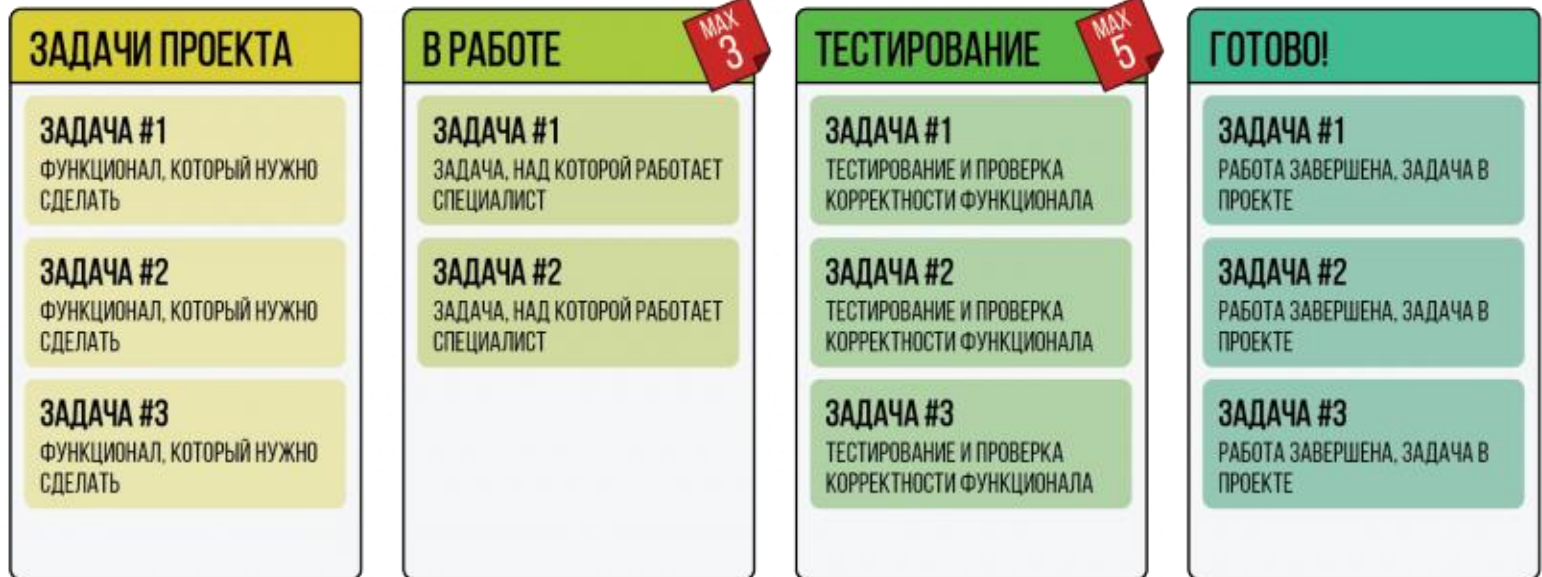 ЗАДАЧИ ПРОЕКТА
ЗАДАЧА #1
ФУНКЦИОНАЛ, КОТОРЫЙ НУЖНО
СДЕЛАТЬ
ЗАДАЧА #2
ФУНКЦИОНАЛ, КОТОРЫЙ НУЖНО
СДЕЛАТЬ
ЗАДАЧА #3
ФУНКЦИОНАЛ, КОТОРЫЙ НУЖНО
СДЕЛАТЬ
В РАБОТЕ
MAX
3
ЗАДАЧА #1
ЗАДАЧА, НАД КОТОРОЙ РАБОТАЕТ
СПЕЦИАЛИСТ
ЗАДАЧА #2
ЗАДАЧА, НАД КОТОРОЙ РАБОТАЕТ
СПЕЦИАЛИСТ
ТЕСТИРОВАНИЕ
MAX
5
ЗАДАЧА #1
ТЕСТИРОВАНИЕ И ПРОВЕРКА
КОРРЕКТНОСТИ ФУНКЦИОНАЛА
ЗАДАЧА #2
ТЕСТИРОВАНИЕ И ПРОВЕРКА
КОРРЕКТНОСТИ ФУНКЦИОНАЛА
ЗАДАЧА #3
ТЕСТИРОВАНИЕ И ПРОВЕРКА
КОРРЕКТНОСТИ ФУНКЦИОНАЛА
ГОТОВО!
ЗАДАЧА #1
РАБОТА ЗАВЕРШЕНА, ЗАДАЧА В
ПРОЕКТЕ
ЗАДАЧА #2
РАБОТА ЗАВЕРШЕНА, ЗАДАЧА В
ПРОЕКТЕ
ЗАДАЧА #3
РАБОТА ЗАВЕРШЕНА, ЗАДАЧА В
ПРОЕКТЕ